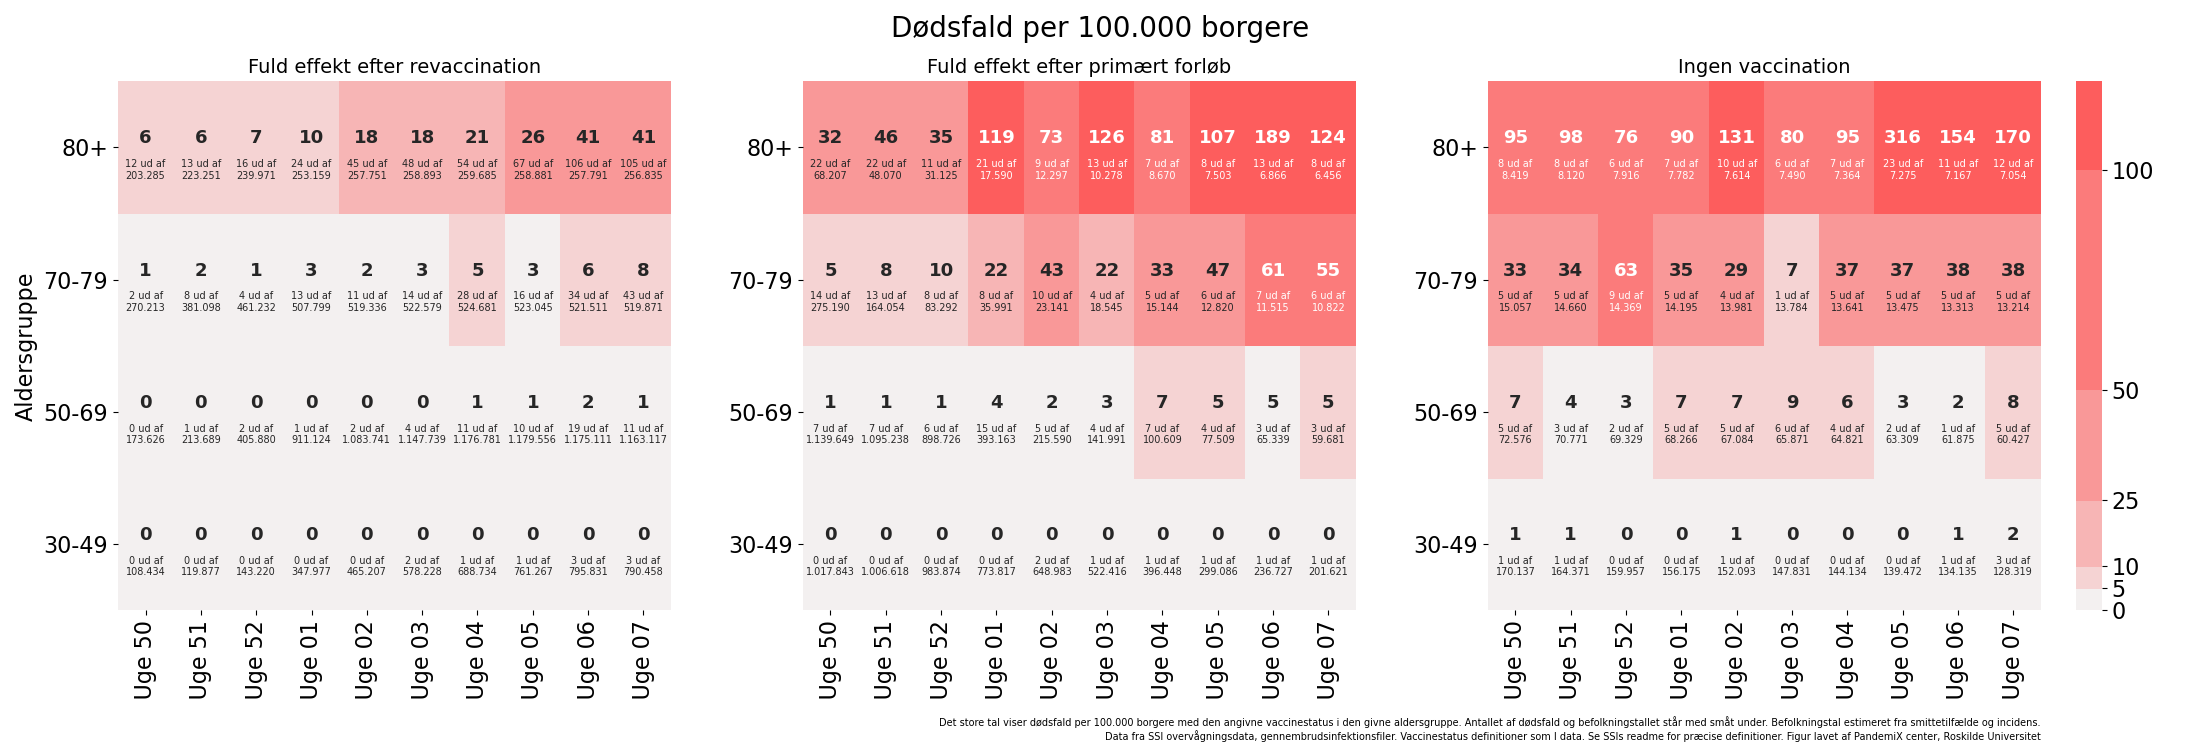 Dødsfald per 100.000 borgere
Fuld effekt efter revaccination
Fuld effekt efter primært forløb
Ingen vaccination
Aldersgruppe
80+
6 6 7 10 18 18 21 26 41 41
12 ud af 13 ud af 16 ud af 24 ud af 45 ud af 48 ud af 54 ud af 67 ud af 106 ud af 105 ud af
203.285 223.251 239.971 253.159 257.751 258.893 259.685 258.881 257.791 256.835
70-79
1 2 1 3 2 3 5 3 6 8
2 ud af 8 ud af 4 ud af 13 ud af 11 ud af 14 ud af 28 ud af 16 ud af 34 ud af 43 ud af
270.213 381.098 461.232 507.799 519.336 522.579 524.681 523.045 521.511 519.871
50-69
0 0 0 0 0 0 1 1 2 1
0 ud af 1 ud af 2 ud af 1 ud af 2 ud af 4 ud af 11 ud af 10 ud af 19 ud af 11 ud af
173.626 213.689 405.880 911.124 1.083.741 1.147.739 1.176.781 1.179.556 1.175.111 1.163.117
30-49
0 0 0 0 0 0 0 0 0 0
0 ud af 0 ud af 0 ud af 0 ud af 0 ud af 2 ud af 1 ud af 1 ud af 3 ud af 3 ud af
108.434 119.877 143.220 347.977 465.207 578.228 688.734 761.267 795.831 790.458
Uge 50 Uge 51 Uge 52 Uge 01 Uge 02 Uge 03 Uge 04 Uge 05 Uge 06 Uge 07
80+
32 46 35 119 73 126 81 107 189 124
22 ud af 22 ud af 11 ud af 21 ud af 9 ud af 13 ud af 7 ud af 8 ud af 13 ud af 8 ud af
68.207 48.070 31.125 17.590 12.297 10.278 8.670 7.503 6.866 6.456
70-79
5 8 10 22 43 22 33 47 61 55
14 ud af 13 ud af 8 ud af 8 ud af 10 ud af 4 ud af 5 ud af 6 ud af 7 ud af 6 ud af
275.190 164.054 83.292 35.991 23.141 18.545 15.144 12.820 11.515 10.822
50-69
1 1 1 4 2 3 7 5 5 5
7 ud af 7 ud af 6 ud af 15 ud af 5 ud af 4 ud af 7 ud af 4 ud af 3 ud af 3 ud af
1.139.649 1.095.238 898.726 393.163 215.590 141.991 100.609 77.509 65.339 59.681
30-49
0 0 0 0 0 0 0 0 0 0
0 ud af 0 ud af 0 ud af 0 ud af 2 ud af 1 ud af 1 ud af 1 ud af 1 ud af 1 ud af
1.017.843 1.006.618 983.874 773.817 648.983 522.416 396.448 299.086 236.727 201.621
Uge 50 Uge 51 Uge 52 Uge 01 Uge 02 Uge 03 Uge 04 Uge 05 Uge 06 Uge 07
80+
95 98 76 90 131 80 95 316 154 170
8 ud af 8 ud af 6 ud af 7 ud af 10 ud af 6 ud af 7 ud af 23 ud af 11 ud af 12 ud af
8.419 8.120 7.916 7.782 7.614 7.490 7.364 7.275 7.167 7.054
70-79
33 34 63 35 29 7 37 37 38 38
5 ud af 5 ud af 9 ud af 5 ud af 4 ud af 1 ud af 5 ud af 5 ud af 5 ud af 5 ud af
15.057 14.660 14.369 14.195 13.981 13.784 13.641 13.475 13.313 13.214
50-69
7 4 3 7 7 9 6 3 2 8
5 ud af 3 ud af 2 ud af 5 ud af 5 ud af 6 ud af 4 ud af 2 ud af 1 ud af 5 ud af
72.576 70.771 69.329 68.266 67.084 65.871 64.821 63.309 61.875 60.427
30-49
1 1 0 0 1 0 0 0 1 2
1 ud af 1 ud af 0 ud af 0 ud af 1 ud af 0 ud af 0 ud af 0 ud af 1 ud af 3 ud af
170.137 164.371 159.957 156.175 152.093 147.831 144.134 139.472 134.135 128.319
Uge 50 Uge 51 Uge 52 Uge 01 Uge 02 Uge 03 Uge 04 Uge 05 Uge 06 Uge 07
100
50
25
10
5
0
Det store tal viser dødsfald per 100.000 borgere med den angivne vaccinestatus i den givne aldersgruppe. Antallet af dødsfald og befolkningstallet står med småt under. Befolkningstal estimeret fra smittetilfælde og incidens.
Data fra SSI overvågningsdata, gennembrudsinfektionsfiler. Vaccinestatus definitioner som I data. Se SSIs readme for præcise definitioner. Figur lavet af PandemiX center, Roskilde Universitet